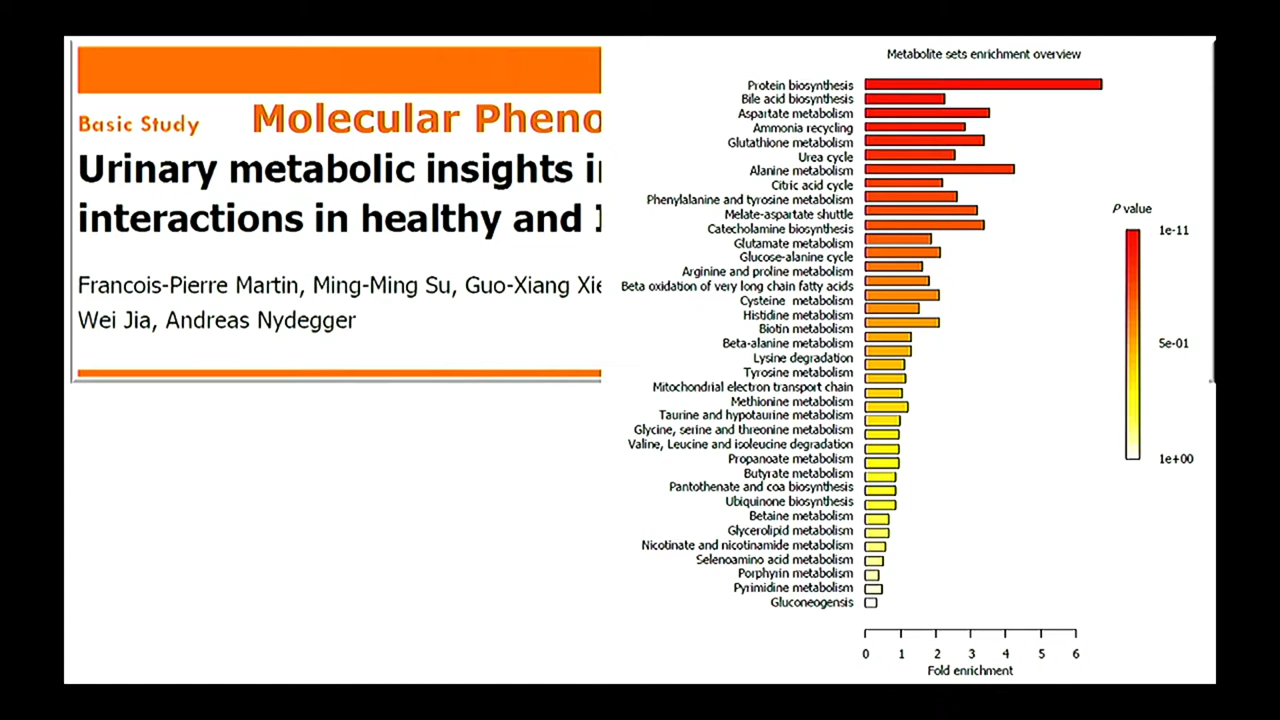 Basic Study
Molecular Pheno
Urinary metabolic insights i
interactions in healthy and
Francois-Pierre Martin, Ming-Ming Su, Guo-Xiang Xie
Wei Jia, Andreas Nydegger
Metabolite sets enrichment overview
Protein biosynthesis
Bile acid biosynthesis
Aspartate metabolism
Ammonia recycling
Glutathione metabolism
Urea cycle
Alanine metabolism
Citric acid cycle
Phenylalanine and tyrosine metabolism
Melate-aspartate shuttle
Catecholamine biosynthesis
Glutamate metabolism
Glucose-alanine cycle
Arginine and proline metabolism
Beta oxidation of very long chain fatty acids
Cysteine metabolism
Histidine metabolism
Biotin metabolism
Beta-alanine metabolism
Lysine degradation
Tyrosine metabolism
Mitochondrial electron transport chain
Methionine metabolism
Taurine and hypotaurine metabolism
Glycine, serine and threonine metabolism
Valine, Leucine and isoleucine degradation
Propanoate metabolism
Butyrate metabolism
Pantothenate and coa biosynthesis
Ubiquinone biosynthesis
Betaine metabolism
Glycerolipid metabolism
Nicotinate and nicotinamide metabolism
Selenoamino acid metabolism
Porphyrin metabolism
Pyrimidine metabolism
Gluconeogensis
0 1 2 3 4 5 6
Fold enrichment
P value
1e-11
5e-01
1e+00